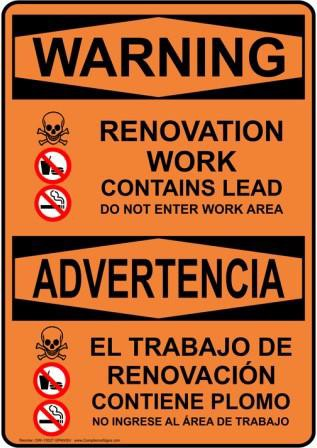 WARNING
RENOVATION
WORK
CONTAINS LEAD
DO NOT ENTER WORK AREA
ADVERTENCIA
EL TRABAJO DE
RENOVACIÓN
CONTIENE PLOMO
NO INGRESE AL ÁREA DE TRABAJO